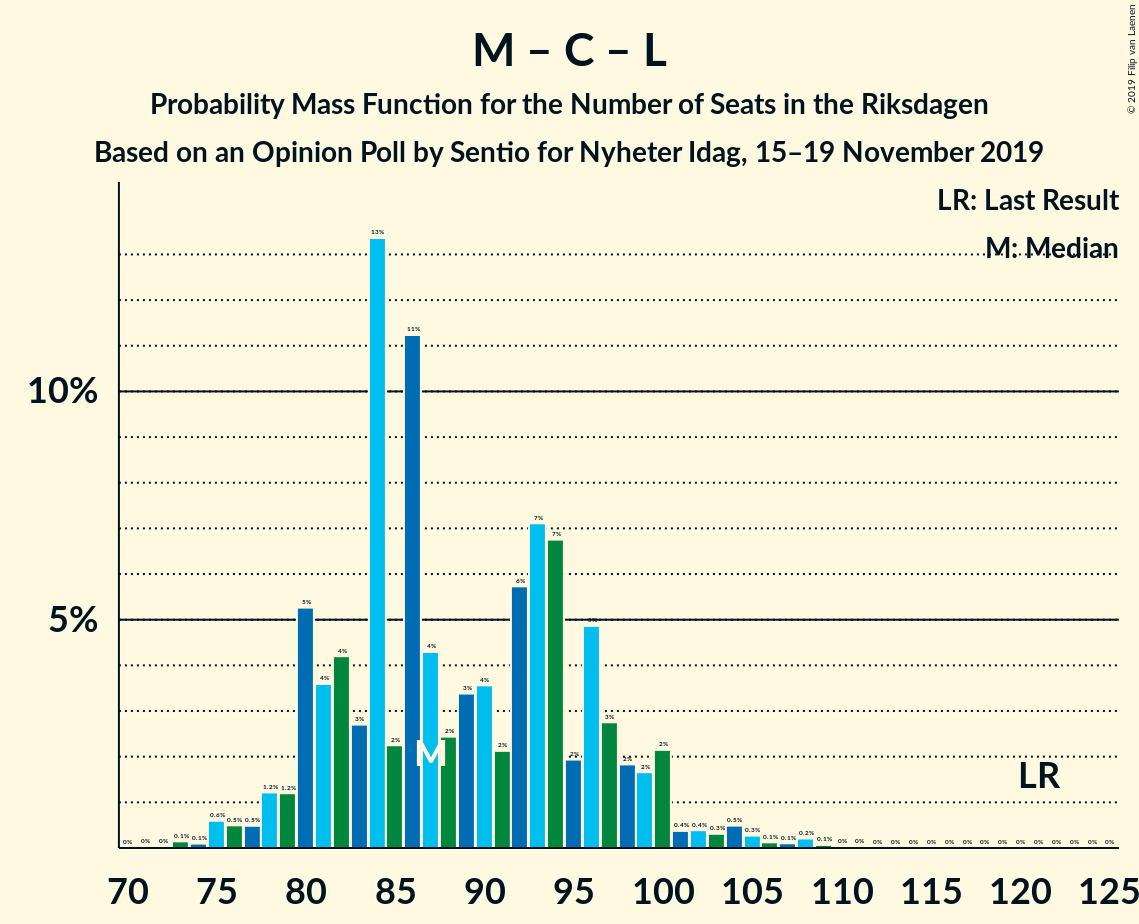 M – C – L
Probability Mass Function for the Number of Seats in the Riksdagen
Based on an Opinion Poll by Sentio for Nyheter Idag, 15–19 November 2019
© 2019 Filip van Laenen
LR: Last Result
M: Median
10%
5%
0% 0% 0% 0.1% 0.1% 0.6% 0.5% 0.5% 1.2% 1.2% 5% 4% 4% 3% 13% 2% 11% 4% 2% 3% 4% 2% 6% 7% 7% 2% 5% 3% 2% 2% 2% 0.4% 0.4% 0.3% 0.5% 0.3% 0.1% 0.1% 0.2% 0.1% 0% 0% 0% 0% 0% 0% 0% 0% 0% 0% 0% 0% 0% 0% 0% 0%
M
LR
70 75 80 85 90 95 100 105 110 115 120 125